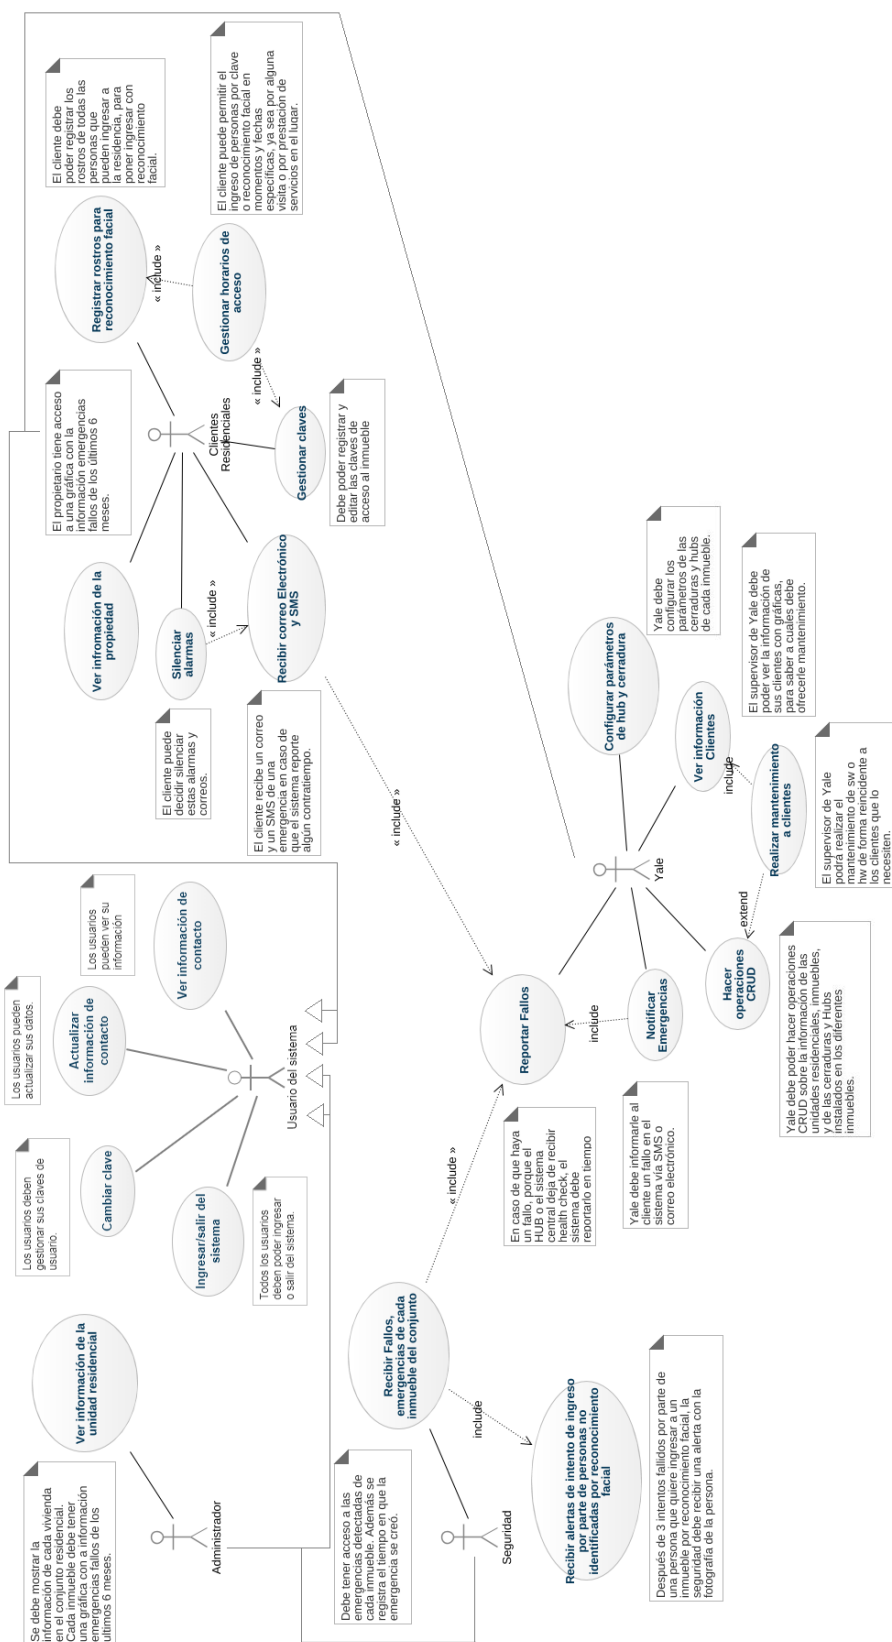 Se debe mostrar la
información de cada vivienda
en el conjunto residencial.
Cada inmueble debe tener
una gráfica con a información
emergencias fallos de los
ultimos 6 meses.
Ver información de la
unidad residencial
Administrador
Los usuarios deben
gestionar sus claves de
usuario.
Cambiar clave
Ingresar/salir del
sistema
Todos los usuarios
deben poder ingresar
o salir del sistema.
Los usuarios pueden
actualizar sus datos.
Actualizar
información de
contacto
Los usuarios
pueden ver su
información
Ver información de
contacto
Usuario del sistema
El cliente debe
poder registrar los
rostros de todas las
personas que
pueden ingresar a
la residencia, para
poner ingresar con
reconocimiento
facial.
Registrar rostros para
reconocimiento facial
« include »
El cliente puede permitir el
ingreso de personas por clave
o reconocimiento facial en
momentos y fechas
específicas, ya sea por alguna
visita o por prestación de
servicios en el lugar.
Gestionar horarios de
acceso
« include »
El propietario tiene acceso
a una gráfica con la
información emergencias
fallos de los últimos 6
meses.
Clientes
Residenciales
Gestionar claves
Debe poder registrar y
editar las claves de
acceso al inmueble
Ver infromación de la
propiedad
Silenciar
alarmas
« include »
Recibir correo Electrónico
y SMS
El cliente puede
decidir silenciar
estas alarmas y
correos.
El cliente recibe un correo
y un SMS de una
emergencia en caso de
que el sistema reporte
algún contratiempo.
« include »
Debe tener acceso a las
emergencias detectadas de
cada inmueble. Además se
registra el tiempo en que la
emergencia se creó.
Recibir Fallos,
emergencias de cada
inmueble del conjunto
« include »
include
Seguridad
Recibir alertas de intento de ingreso
por parte de personas no
identificadas por reconocimiento
facial
Después de 3 intentos fallidos por parte de
una persona que quiere ingresar a un
inmueble por reconocimiento facial, la
seguridad debe recibir una alerta con la
fotografía de la persona.
Reportar Fallos
En caso de que haya
un fallo, porque el
HUB o el sistema
central deja de recibir
health check, el
sistema debe
reportarlo en tiempo
include
Notificar
Emergencias
Yale debe informarle al
cliente un fallo en el
sistema vía SMS o
correo electrónico.
Yale
Configurar parámetros
de hub y cerradura
Yale debe
configurar los
parámetros de las
cerraduras y hubs
de cada inmueble.
Ver información
Clientes
include
El supervisor de Yale debe
poder ver la información de
sus clientes con gráficas,
para saber a cuales debe
ofrecerle mantenimiento.
Realizar mantenimiento
a clientes
extend
El supervisor de Yale
podrá realizar el
mantenimiento de sw o
hw de forma reincidente a
los clientes que lo
necesiten.
Hacer
operaciones
CRUD
Yale debe poder hacer operaciones
CRUD sobre la información de las
unidades residenciales, inmuebles,
y de las cerraduras y Hubs
instalados en los diferentes
inmuebles.